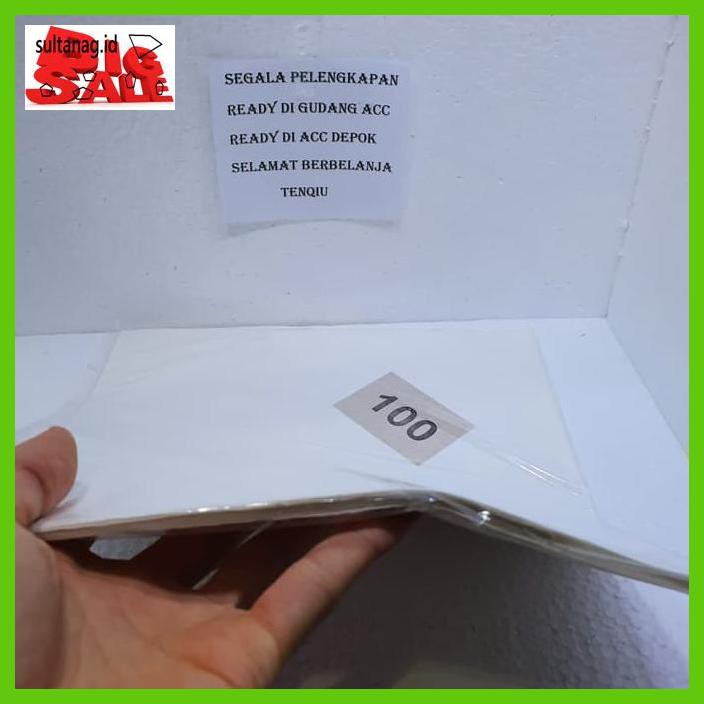 sultanag.id
BIG
SALE
SEGALA PELENGKAPAN
READY DI GUDANG ACC
READY DI ACC DEPOK
SELAMAT BERBELANJA
TENQIU
100